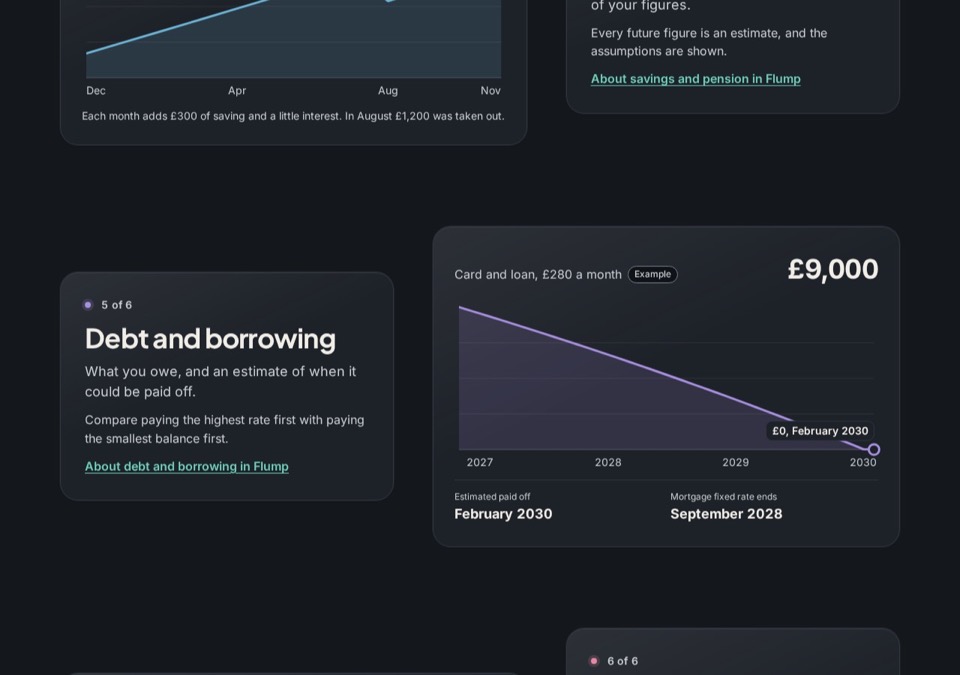 of your figures.
Every future figure is an estimate, and the
assumptions are shown.
About savings and pension in Flump
Dec Apr Aug Nov
Each month adds £300 of saving and a little interest. In August £1,200 was taken out.
5 of 6
Debt and borrowing
What you owe, and an estimate of when it
could be paid off.
Compare paying the highest rate first with paying
the smallest balance first.
About debt and borrowing in Flump
Card and loan, £280 a month Example £9,000
£0, February 2030
2027 2028 2029 2030
Estimated paid off
February 2030
Mortgage fixed rate ends
September 2028
6 of 6